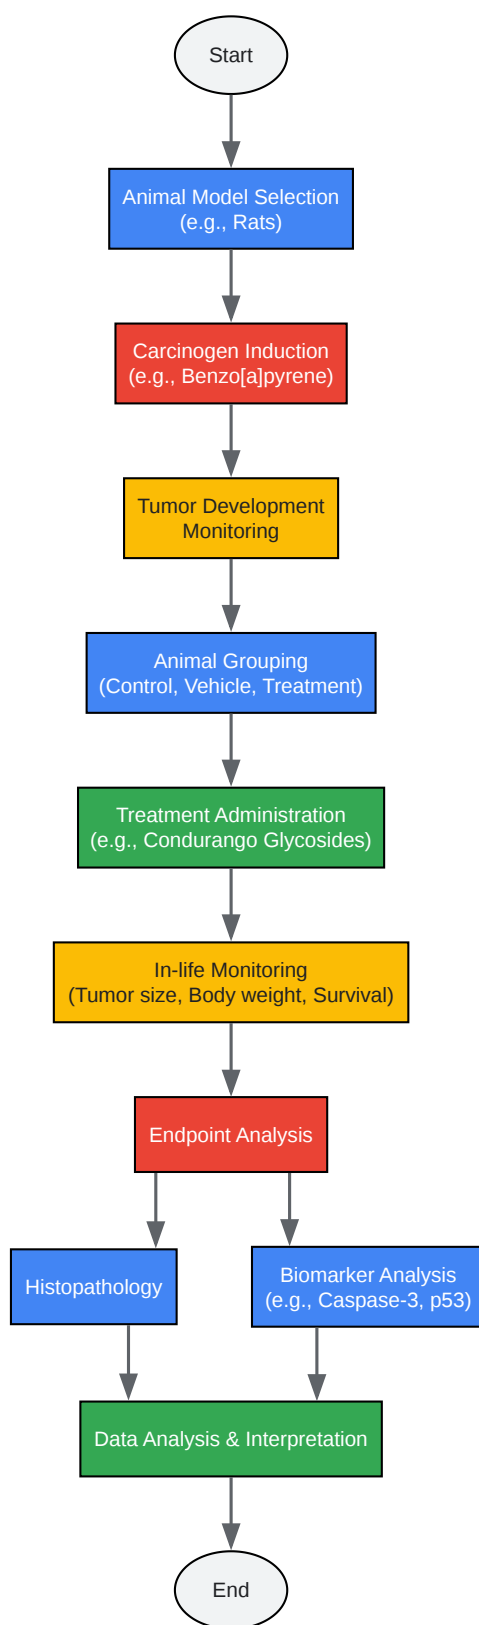 Start
Animal Model Selection
(e.g., Rats)
Carcinogen Induction
(e.g., Benzo[a]pyrene)
Tumor Development
Monitoring
Animal Grouping
(Control, Vehicle, Treatment)
Treatment Administration
(e.g., Condurango Glycosides)
In-life Monitoring
(Tumor size, Body weight, Survival)
Endpoint Analysis
Histopathology
Biomarker Analysis
(e.g., Caspase-3, p53)
Data Analysis & Interpretation
End